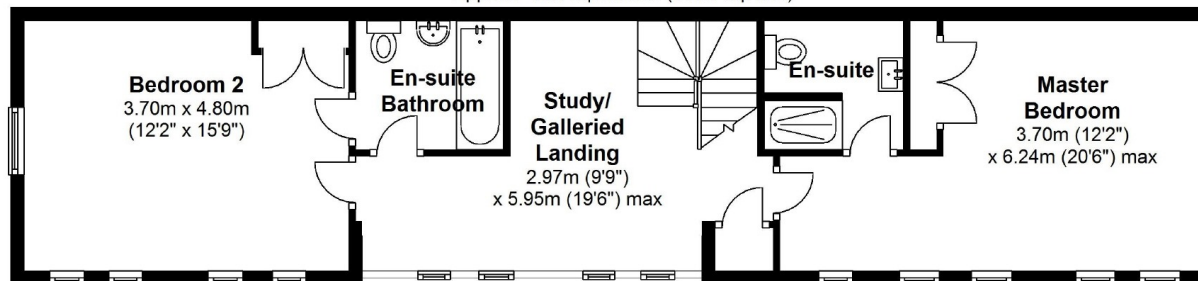 Bedroom 2
3.70m x 4.80m
(12'2" x 15'9")
En-suite
Bathroom
Study/
Galleried
Landing
2.97m (9'9")
x 5.95m (19'6") max
En-suite
Master
Bedroom
3.70m (12'2")
x 6.24m (20'6") max